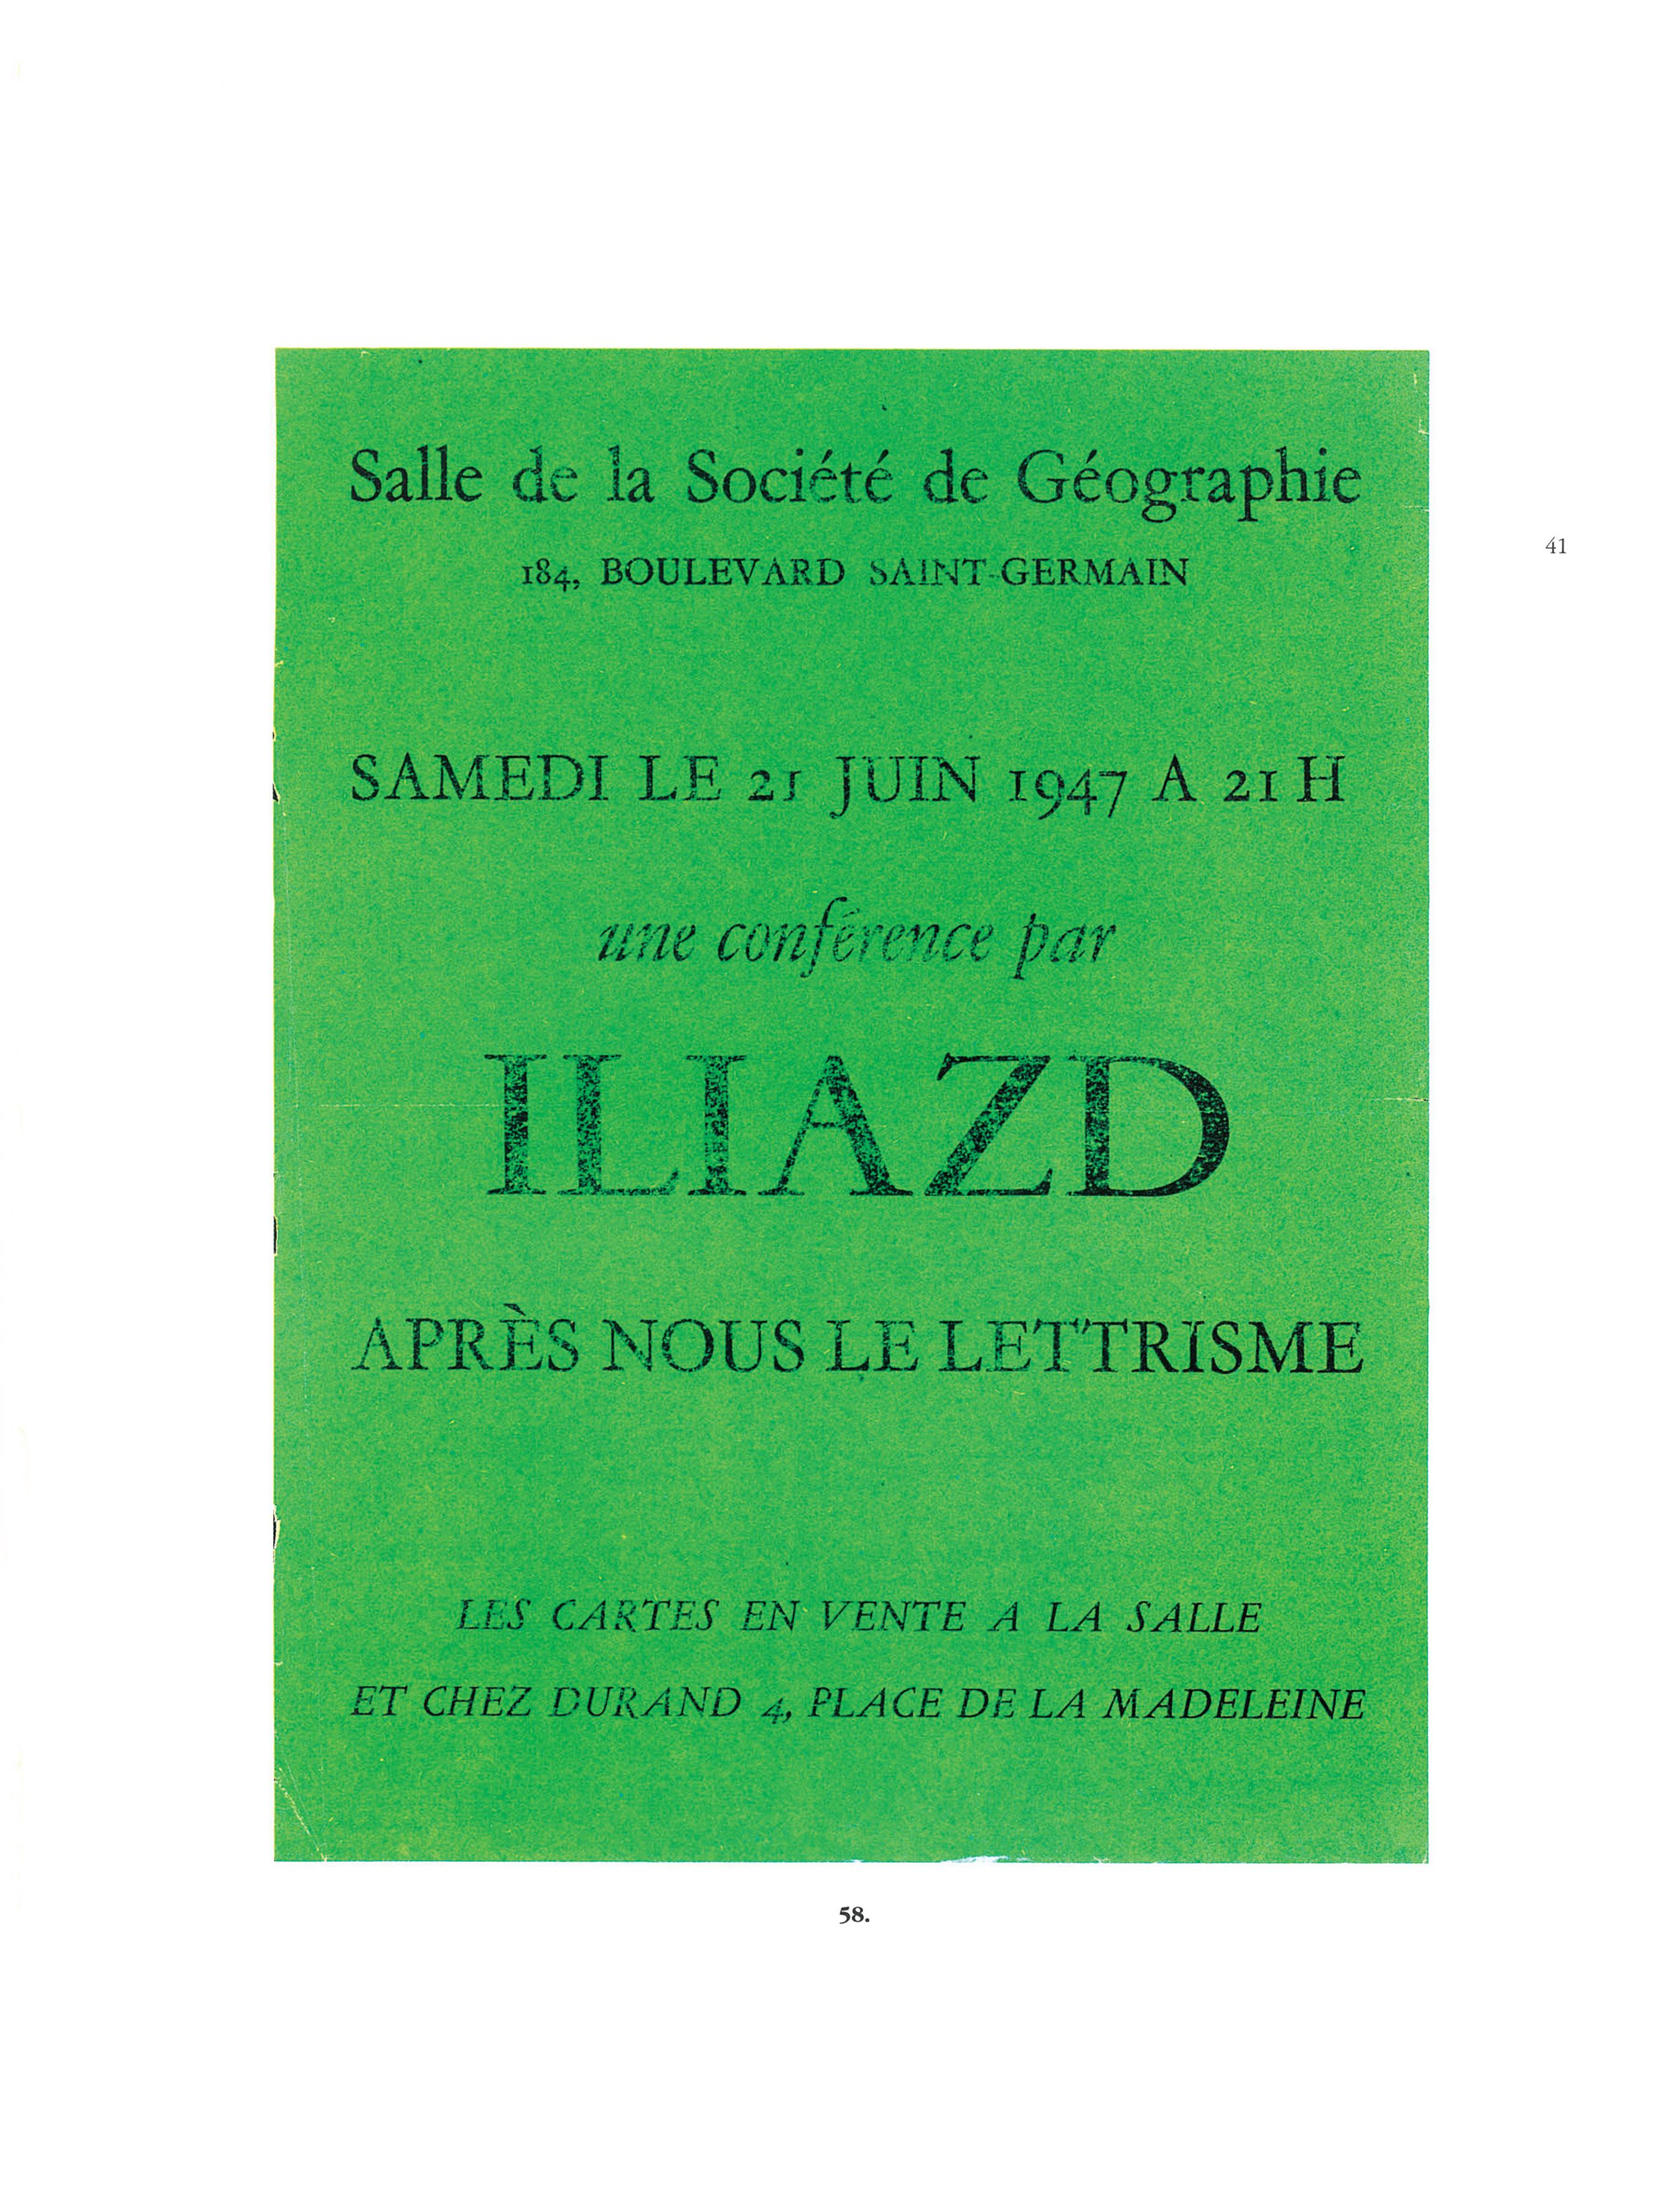 Salle de la Société de Géographie
184, BOULEVARD SAINT-GERMAIN
41
SAMEDI LE 21 JUIN 1947 A 21 H
une conférence par
ILIAZD
APRÈS NOUS LE LETTRISME
LES CARTES EN VENTE A LA SALLE
ET CHEZ DURAND 4, PLACE DE LA MADELEINE
58.